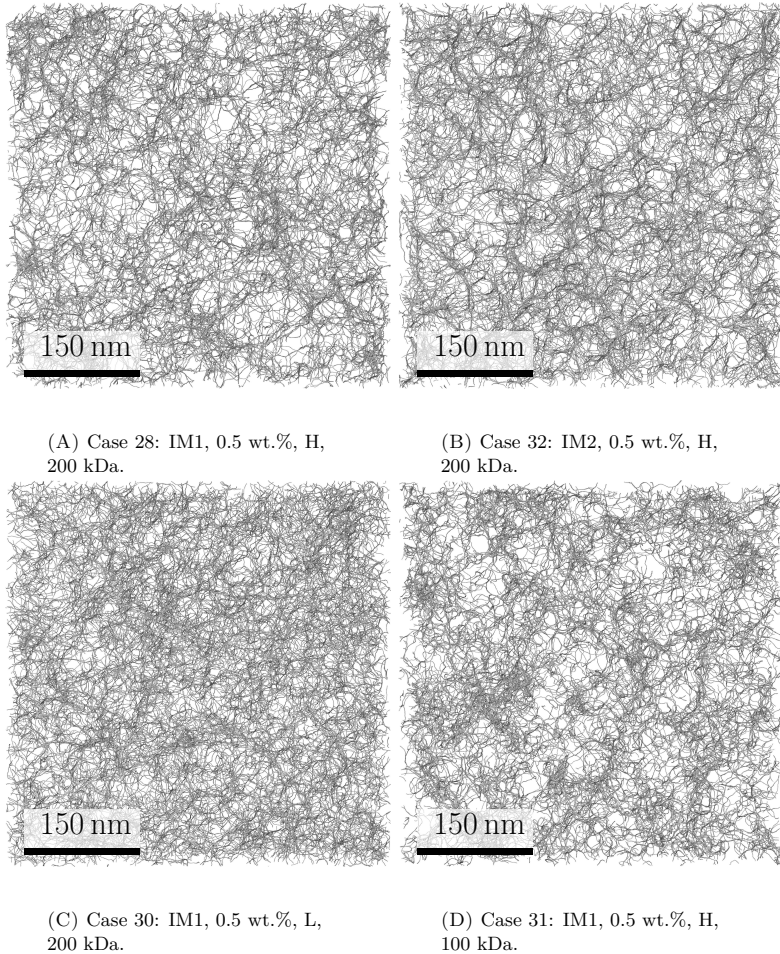 150 nm
150 nm
(A) Case 28: IM1, 0.5 wt.%, H,
200 kDa.
(B) Case 32: IM2, 0.5 wt.%, H,
200 kDa.
150 nm
150 nm
(C) Case 30: IM1, 0.5 wt.%, L,
200 kDa.
(D) Case 31: IM1, 0.5 wt.%, H,
100 kDa.